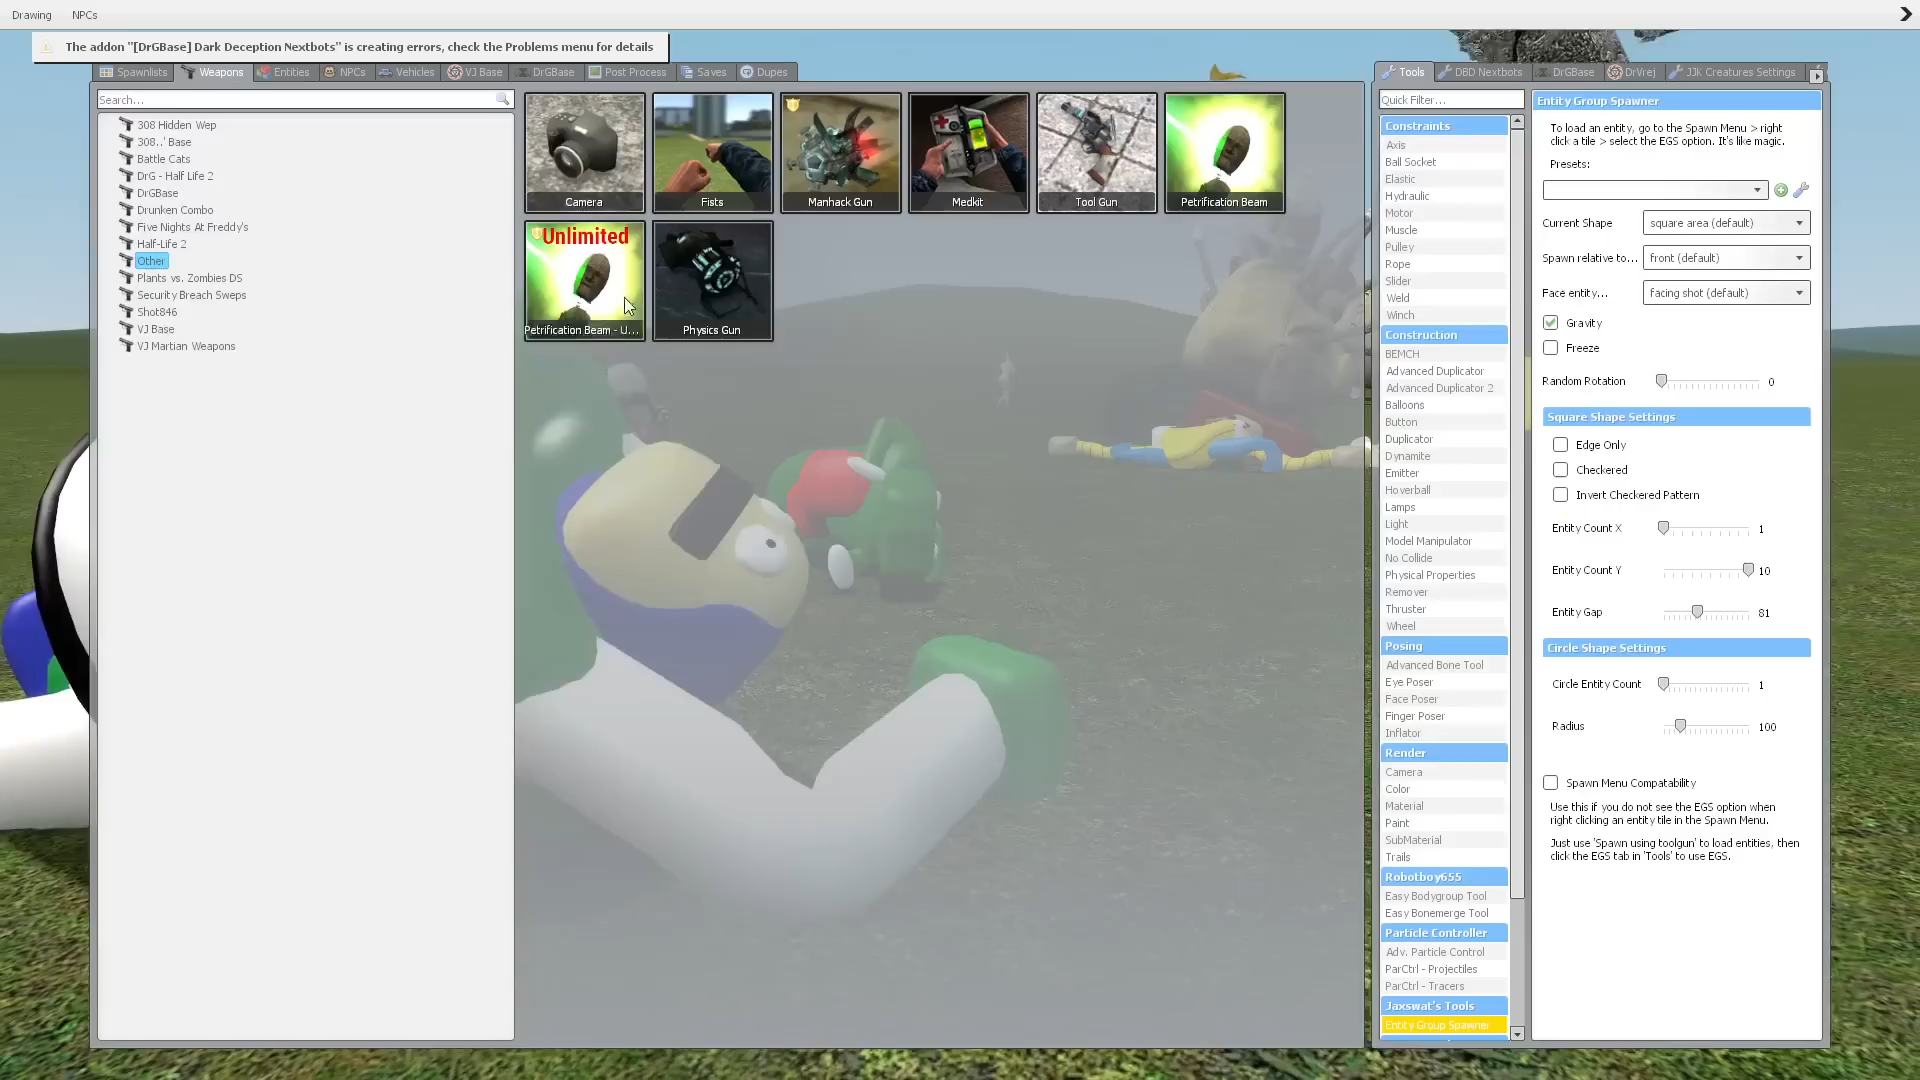 Drawing NPCs
The addon "[DrGBase] Dark Deception Nextbots" is creating errors, check the Problems menu for details
Spawnlists Weapons Entities NPCs Vehicles VJ Base DrGBase Post Process Saves Dupes
Search...
308 Hidden Wep
308..' Base
Battle Cats
DrG - Half Life 2
DrGBase
Drunken Combo
Five Nights At Freddy's
Half-Life 2
Other
Plants vs. Zombies DS
Security Breach Sweps
Shot846
VJ Base
VJ Martian Weapons
Camera Fists Manhack Gun Medkit Tool Gun Petrification Beam
Unlimited
Petrification Beam - U... Physics Gun
Tools DBD Nextbots DrGBase DrVrej JJK Creatures Settings
Quick Filter...
Constraints
Axis
Ball Socket
Elastic
Hydraulic
Motor
Muscle
Pulley
Rope
Slider
Weld
Winch
Construction
BEMCH
Advanced Duplicator
Advanced Duplicator 2
Balloons
Button
Duplicator
Dynamite
Emitter
Hoverball
Lamps
Light
Model Manipulator
No Collide
Physical Properties
Remover
Thruster
Wheel
Posing
Advanced Bone Tool
Eye Poser
Face Poser
Finger Poser
Inflator
Render
Camera
Color
Material
Paint
SubMaterial
Trails
Robotboy655
Easy Bodygroup Tool
Easy Bonemerge Tool
Particle Controller
Adv. Particle Control
ParCtrl - Projectiles
ParCtrl - Tracers
Jaxswat's Tools
Entity Group Spawner
Entity Group Spawner
To load an entity, go to the Spawn Menu > right
click a tile > select the EGS option. It's like magic.
Presets:
Current Shape square area (default)
Spawn relative to... front (default)
Face entity... facing shot (default)
Gravity
Freeze
Random Rotation 0
Square Shape Settings
Edge Only
Checkered
Invert Checkered Pattern
Entity Count X 1
Entity Count Y 10
Entity Gap 81
Circle Shape Settings
Circle Entity Count 1
Radius 100
Spawn Menu Compatability
Use this if you do not see the EGS option when
right clicking an entity tile in the Spawn Menu.
Just use 'Spawn using toolgun' to load entities, then
click the EGS tab in 'Tools' to use EGS.